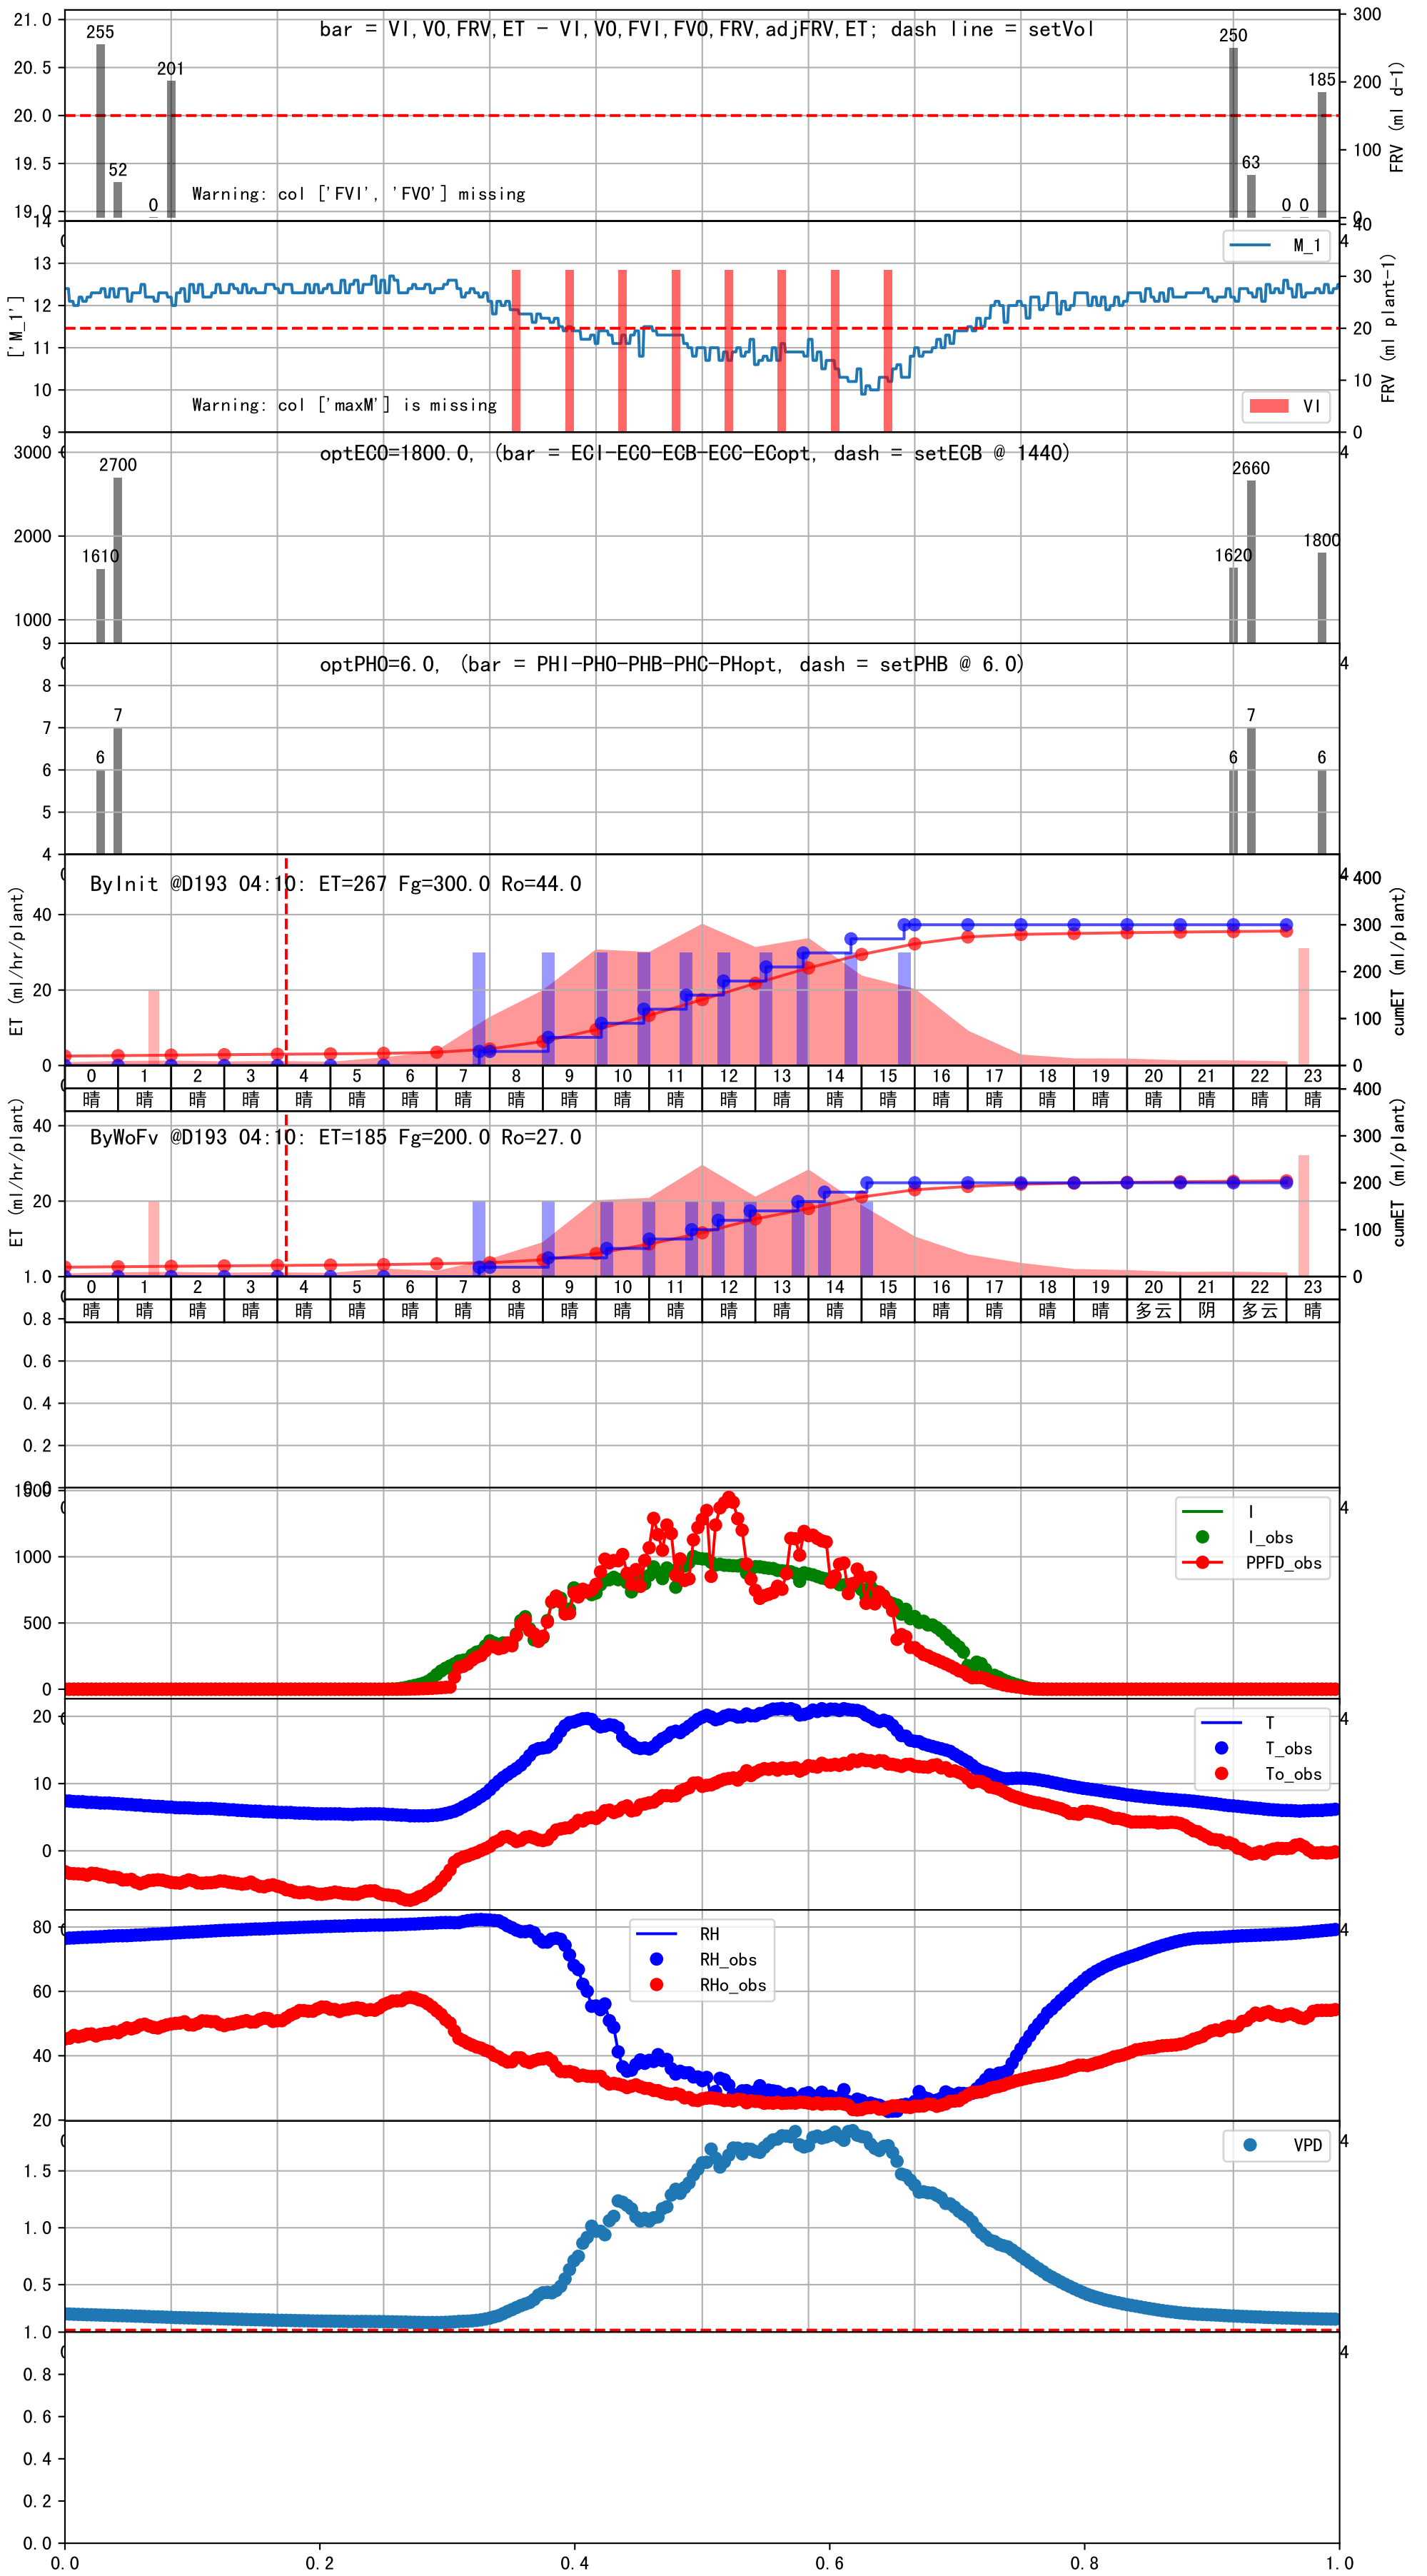 bar = VI,VO,FRV,ET - VI,VO,FVI,FVO,FRV,adjFRV,ET; dash line = setVol
21.0
20.5
20.0
19.5
19.0
255
52
0
201
250
63
0
0
185
Warning: col ['FVI', 'FVO'] missing
300
200
100
0
FRV (ml d-1)
14
13
12
11
10
9
['M_1']
M_1
Warning: col ['maxM'] is missing
VI
40
30
20
10
0
FRV (ml plant-1)
optECO=1800.0, (bar = ECI-ECO-ECB-ECC-ECopt, dash = setECB @ 1440)
3000
2000
1000
1610
2700
1620
2660
1800
optPHO=6.0, (bar = PHI-PHO-PHB-PHC-PHopt, dash = setPHB @ 6.0)
9
8
7
6
5
4
6
7
6
7
6
ByInit @D193 04:10: ET=267 Fg=300.0 Ro=44.0
ET (ml/hr/plant)
40
20
0
400
300
200
100
0
cumET (ml/plant)
0 1 2 3 4 5 6 7 8 9 10 11 12 13 14 15 16 17 18 19 20 21 22 23
晴 晴 晴 晴 晴 晴 晴 晴 晴 晴 晴 晴 晴 晴 晴 晴 晴 晴 晴 晴 晴 晴 晴 晴
ByWoFv @D193 04:10: ET=185 Fg=200.0 Ro=27.0
ET (ml/hr/plant)
40
20
400
300
200
100
0
cumET (ml/plant)
0 1 2 3 4 5 6 7 8 9 10 11 12 13 14 15 16 17 18 19 20 21 22 23
晴 晴 晴 晴 晴 晴 晴 晴 晴 晴 晴 晴 晴 晴 晴 晴 晴 晴 晴 晴 多云 阴 多云 晴
1.0
0.8
0.6
0.4
0.2
1500
1000
500
0
I
I_obs
PPFD_obs
20
10
0
T
T_obs
To_obs
80
60
40
20
RH
RH_obs
RHo_obs
1.5
1.0
0.5
VPD
1.0
0.8
0.6
0.4
0.2
0.0
0.0 0.2 0.4 0.6 0.8 1.0